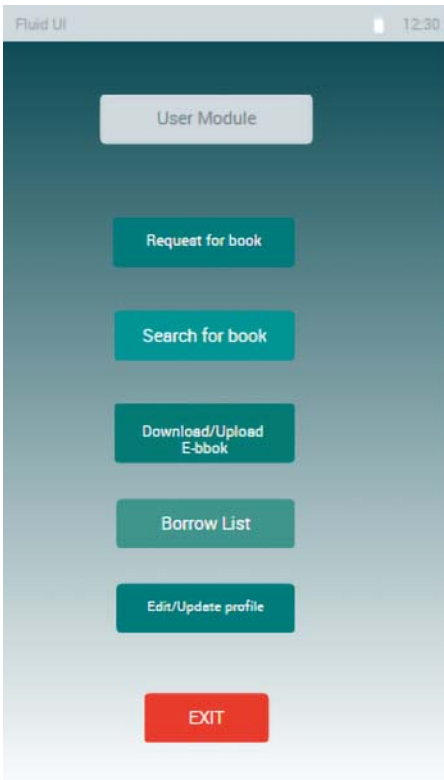 Fluid UI
12:30
User Module
Request for book
Search for book
Download/Upload
E-bbok
Borrow List
Edit/Update profile
EXIT